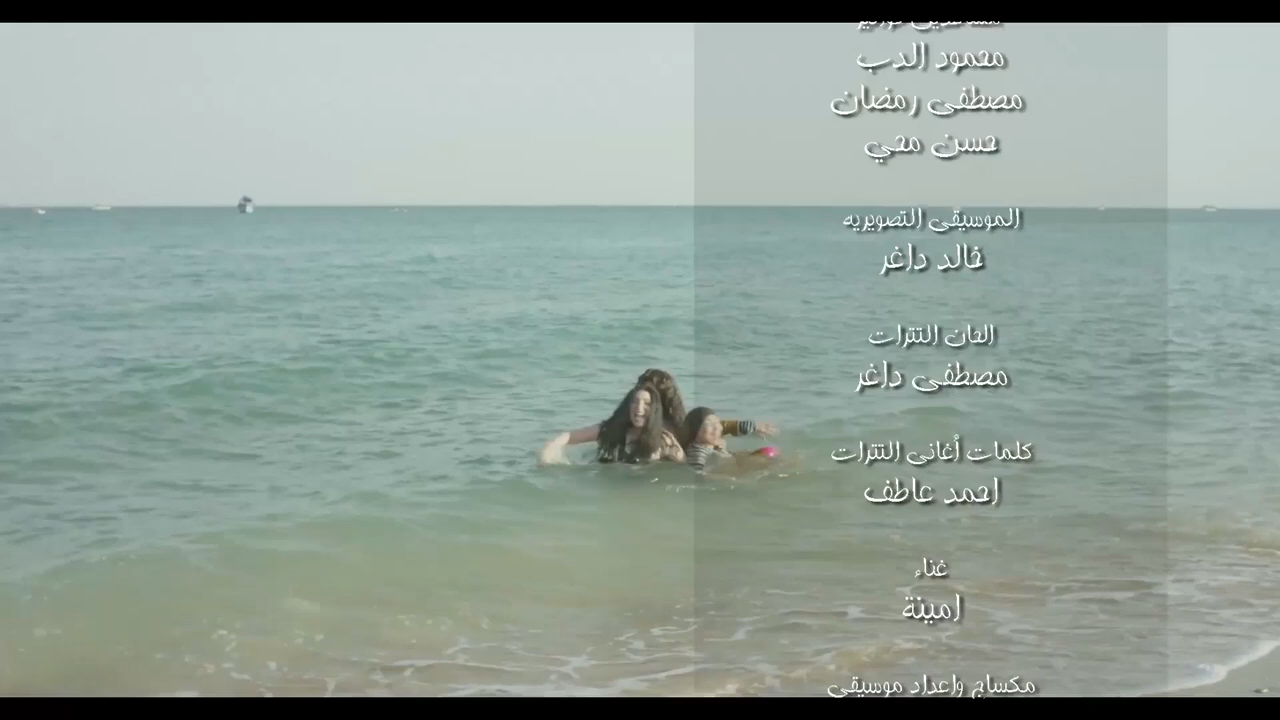 محمود الدب
مصطفى رمضان
حسن محي
الموسيقى التصويريه
خالد داغر
الحان التترات
مصطفى داغر
كلمات أغانى التترات
احمد عاطف
غناء
امينة
مكساج واعداد موسيقى